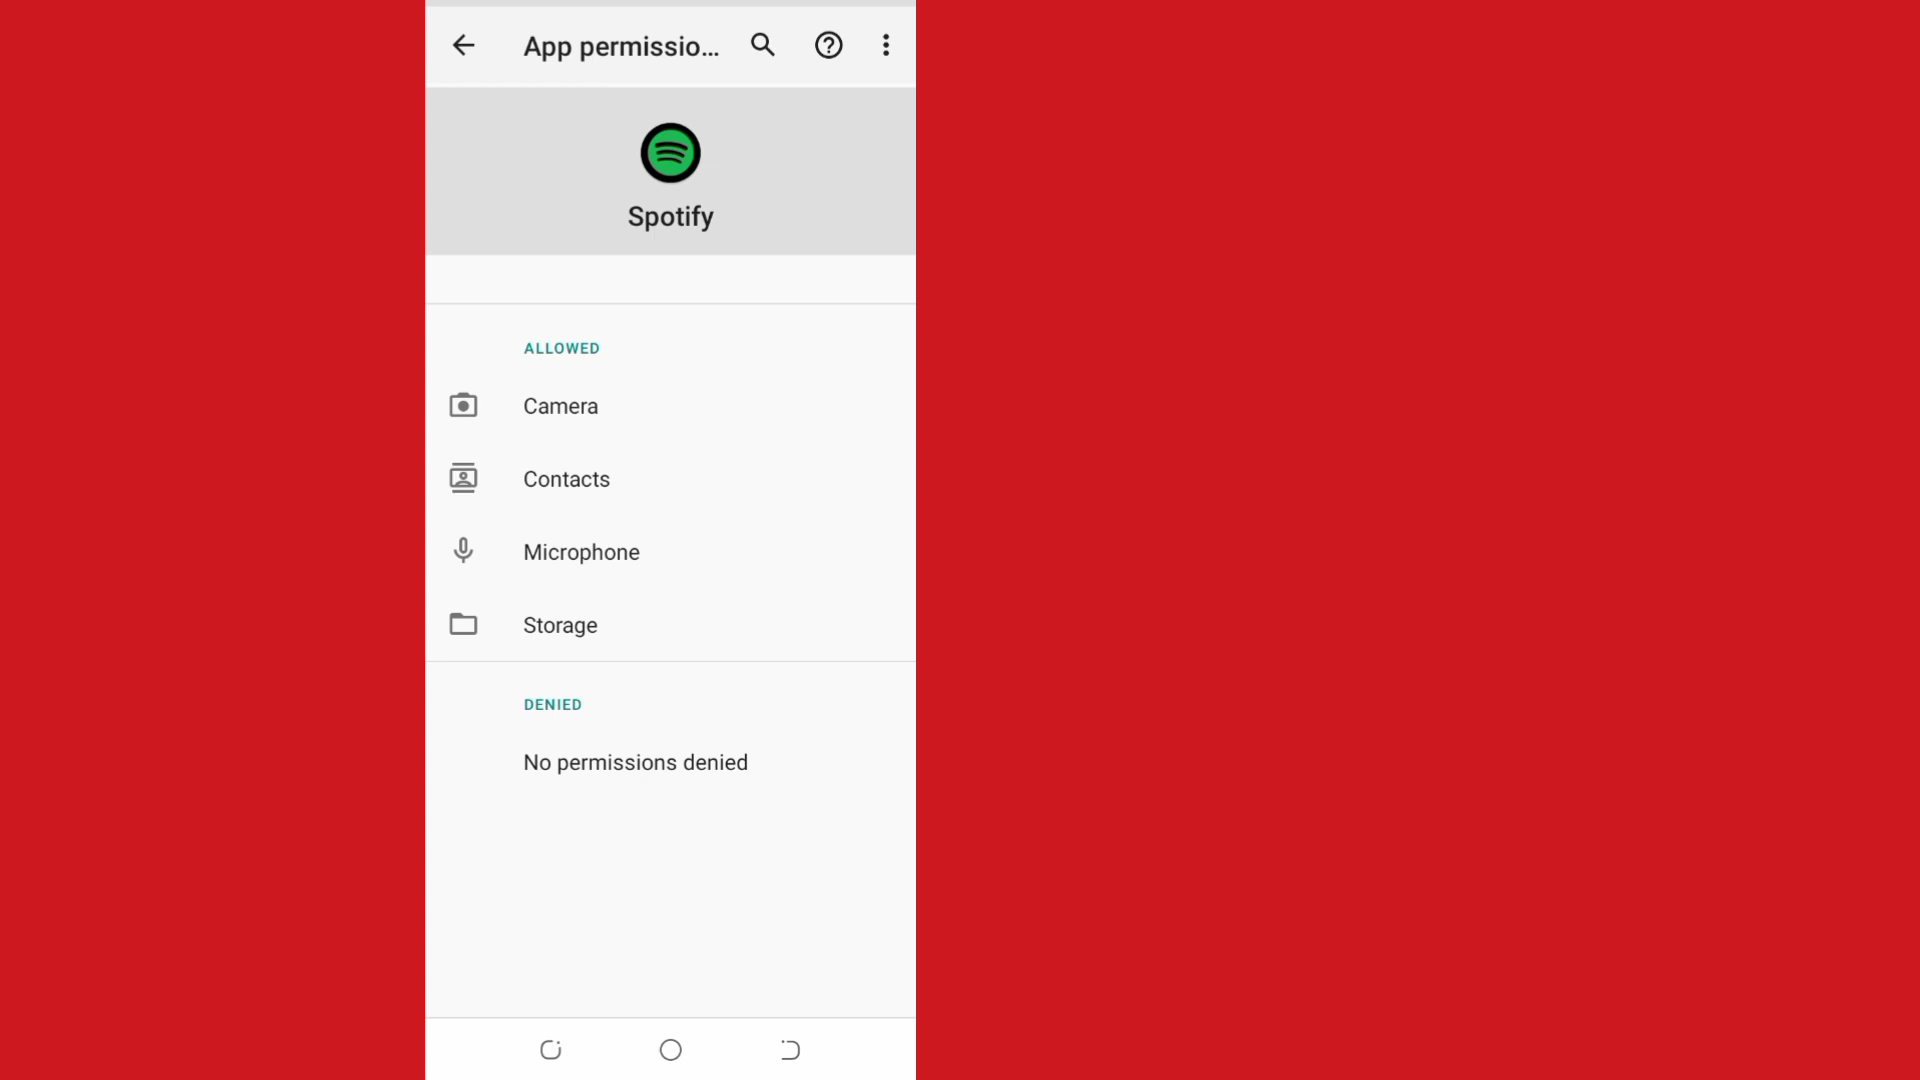 App permissio...
Spotify
ALLOWED
Camera
Contacts
Microphone
Storage
DENIED
No permissions denied